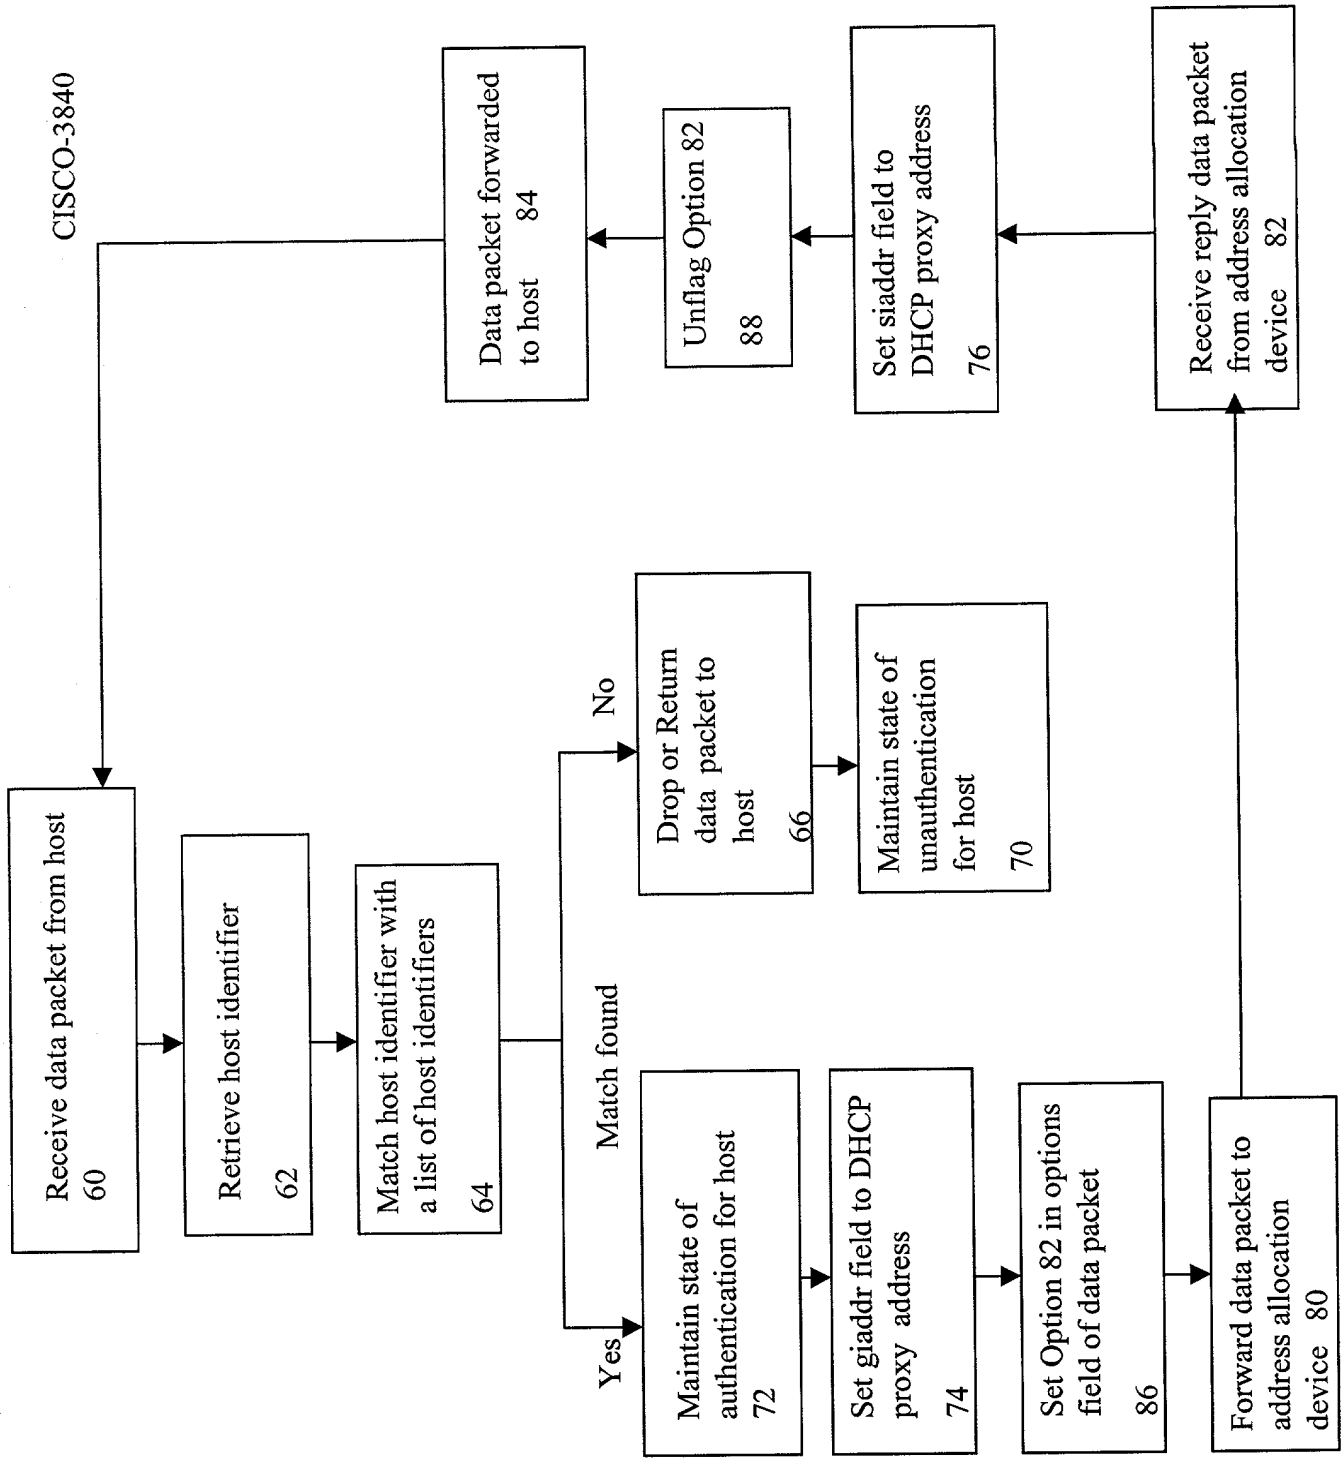 CISCO-3840
Receive data packet from host
60
Retrieve host identifier
62
Match host identifier with
a list of host identifiers
64
Match found
Yes
No
Maintain state of
authentication for host
72
Set giaddr field to DHCP
proxy address
74
Set Option 82 in options
field of data packet
86
Forward data packet to
address allocation
device 80
Drop or Return
data packet to
host
66
Maintain state of
unauthentication
for host
70
Data packet forwarded
to host 84
Unflag Option 82
88
Set siaddr field to
DHCP proxy address
76
Receive reply data packet
from address allocation
device 82